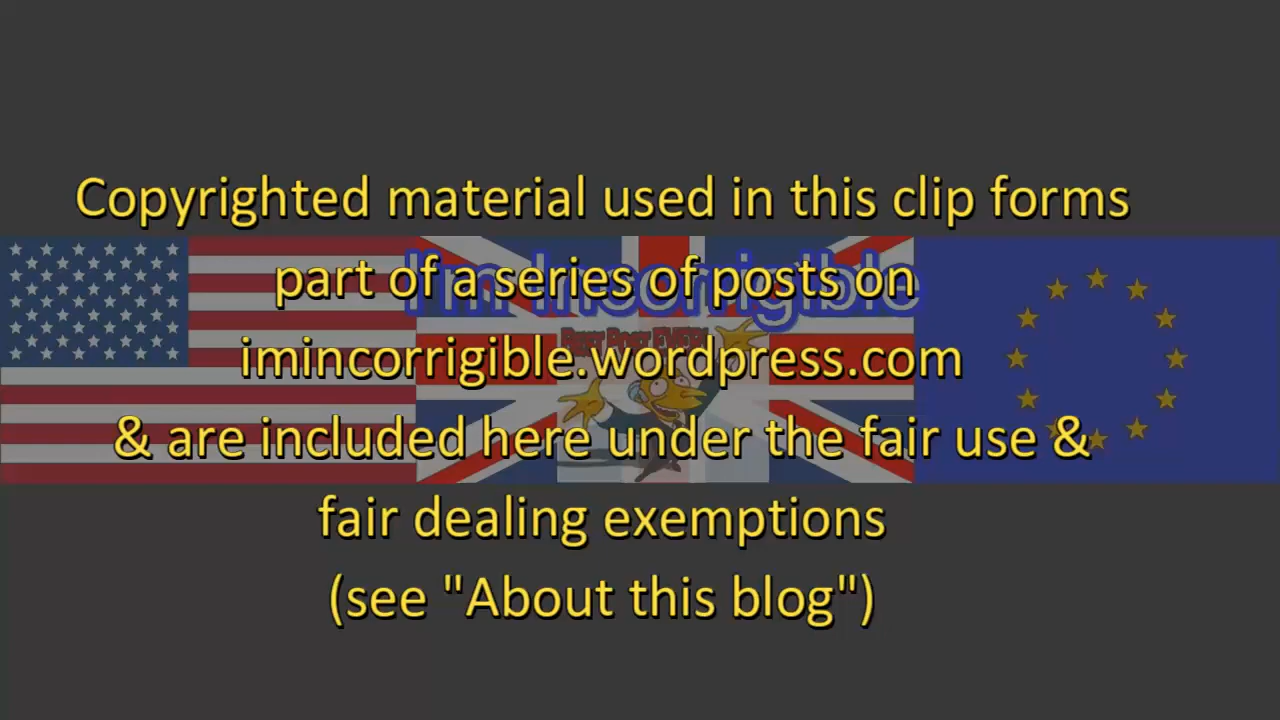 Copyrighted material used in this clip forms
part of a series of posts on
I'm Incorrigible
imincorrigible.wordpress.com
& are included here under the fair use &
fair dealing exemptions
(see "About this blog")